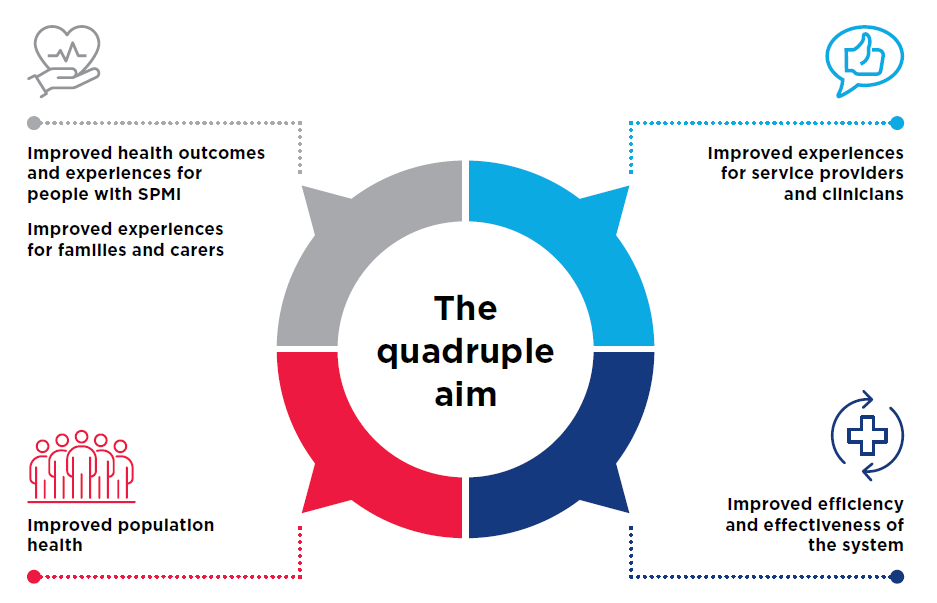 Improved health outcomes
and experiences for
people with SPMI
Improved experiences
for families and carers
Improved experiences
for service providers
and clinicians
The
quadruple
aim
Improved population
health
Improved efficiency
and effectiveness of
the system